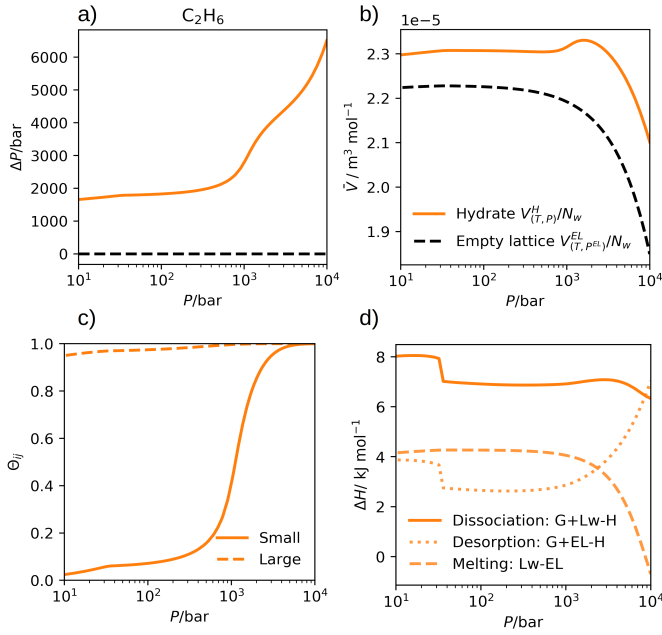 a)
C₂H₆
ΔP/bar
6000
5000
4000
3000
2000
1000
0
10¹ 10² 10³ 10⁴
P/bar
b)
1e−5
V̄ / m³ mol⁻¹
2.3
2.2
2.1
2.0
1.9
Hydrate V^H_(T, P)/N_w
Empty lattice V^EL_(T, P^EL)/N_w
10¹ 10² 10³ 10⁴
P/bar
c)
Θ_ij
1.0
0.8
0.6
0.4
0.2
0.0
Small
Large
10¹ 10² 10³ 10⁴
P/bar
d)
ΔH/ kJ mol⁻¹
8
6
4
2
0
Dissociation: G+Lw-H
Desorption: G+EL-H
Melting: Lw-EL
10¹ 10² 10³ 10⁴
P/bar